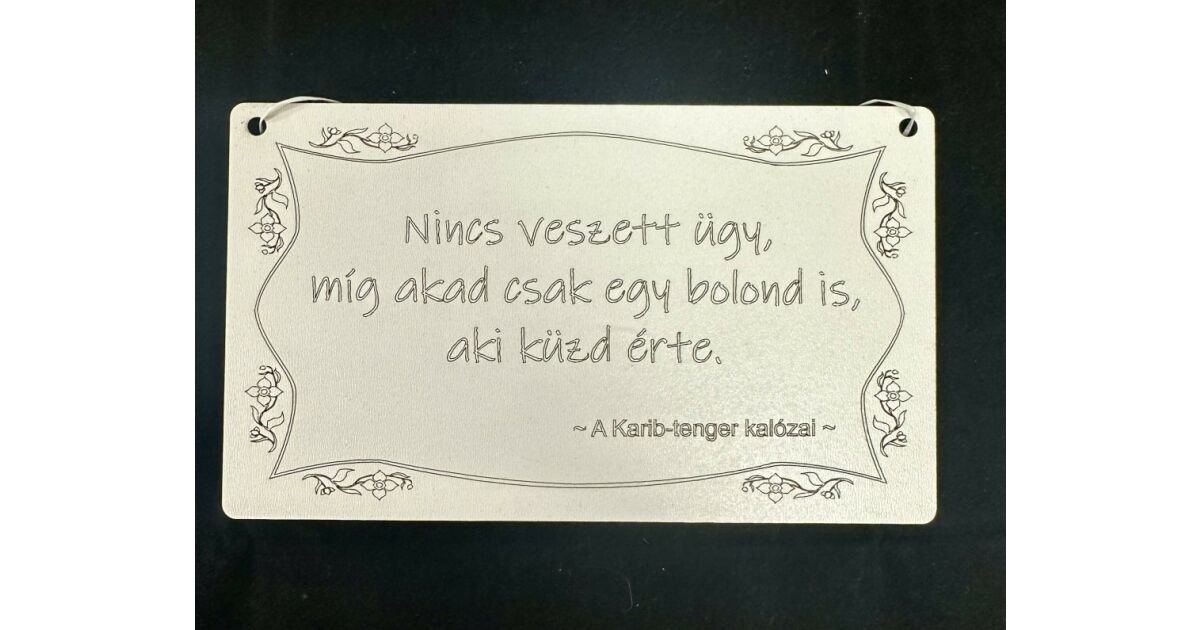 Nincs veszett ügy,
míg akad csak egy bolond is,
aki küzd érte.
~ A Karib-tenger kalózai ~